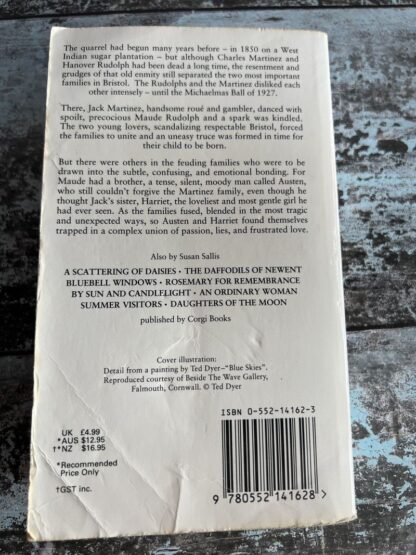 The quarrel had begun many years before – in 1850 on a West
Indian sugar plantation – but although Charles Martinez and
Hanover Rudolph had been dead a long time, the resentment and
grudges of that old enmity still separated the two most important
families in Bristol. The Rudolphs and the Martinez disliked each
other intensely – until the Michaelmas Ball of 1927.
There, Jack Martinez, handsome roué and gambler, danced with
spoilt, precocious Maude Rudolph and a spark was kindled.
The two young lovers, scandalizing respectable Bristol, forced
the families to unite and an uneasy truce was formed in time for
their child to be born.
But there were others in the feuding families who were to be
drawn into the subtle, confusing, and emotional bonding. For
Maude had a brother, a tense, silent, moody man called Austen,
who still couldn't forgive the Martinez family, even though he
thought Jack's sister, Harriet, the loveliest and most gentle girl he
had ever seen. As the families fused, blended in the most tragic
and unexpected ways, so Austen and Harriet found themselves
trapped in a complex union of passion, lies, and frustrated love.
Also by Susan Sallis
A SCATTERING OF DAISIES • THE DAFFODILS OF NEWENT
BLUEBELL WINDOWS • ROSEMARY FOR REMEMBRANCE
BY SUN AND CANDLELIGHT • AN ORDINARY WOMAN
SUMMER VISITORS • DAUGHTERS OF THE MOON
published by Corgi Books
Cover illustration:
Detail from a painting by Ted Dyer–"Blue Skies".
Reproduced courtesy of Beside The Wave Gallery,
Falmouth, Cornwall. © Ted Dyer
UK £4.99
*AUS $12.95
†*NZ $16.95
*Recommended
Price Only
†GST inc.
ISBN 0-552-14162-3
9 780552 141628 >